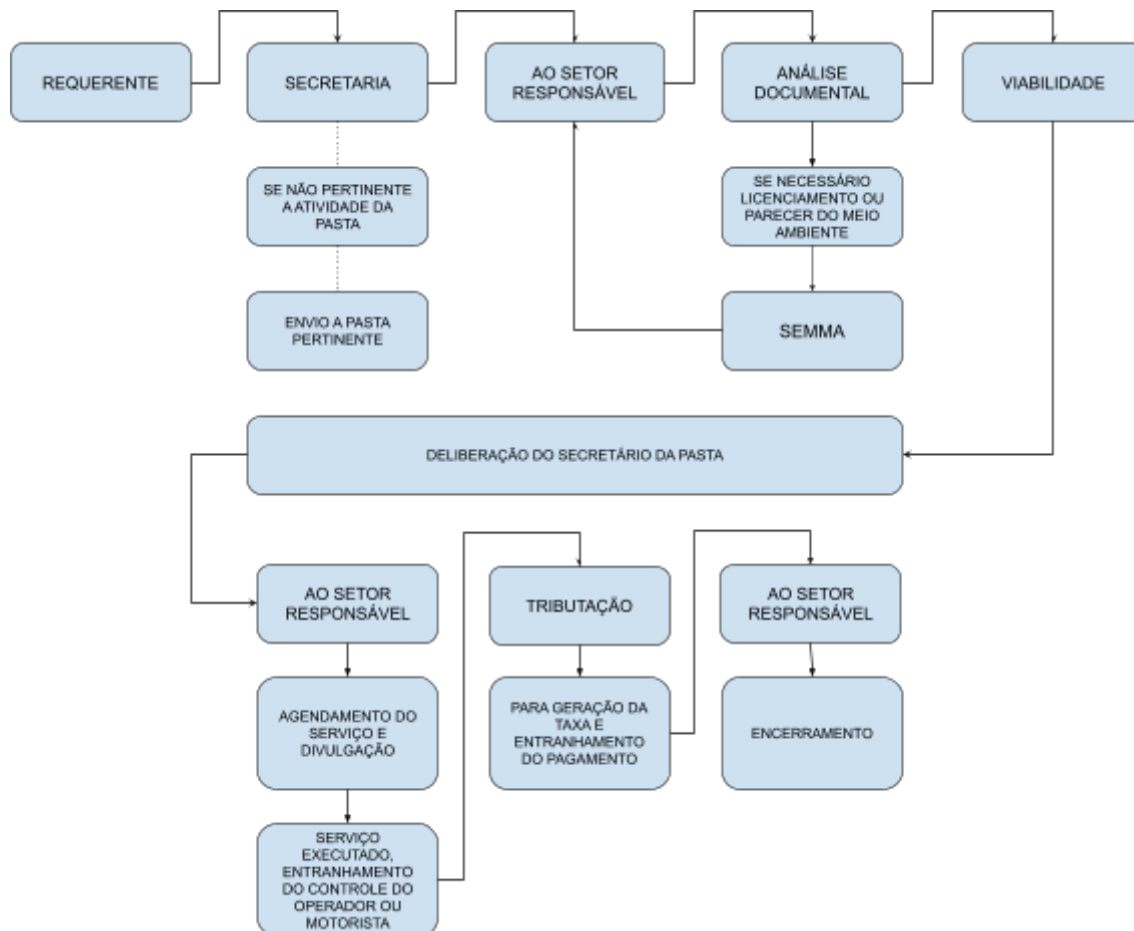 REQUERENTE
SECRETARIA
AO SETOR
RESPONSÁVEL
ANÁLISE
DOCUMENTAL
VIABILIDADE
SE NÃO PERTINENTE
A ATIVIDADE DA
PASTA
SE NECESSÁRIO
LICENCIAMENTO OU
PARECER DO MEIO
AMBIENTE
ENVIO A PASTA
PERTINENTE
SEMMA
DELIBERAÇÃO DO SECRETÁRIO DA PASTA
AO SETOR
RESPONSÁVEL
TRIBUTAÇÃO
AO SETOR
RESPONSÁVEL
AGENDAMENTO DO
SERVIÇO E
DIVULGAÇÃO
PARA GERAÇÃO DA
TAXA E
ENTRANHAMENTO
DO PAGAMENTO
ENCERRAMENTO
SERVIÇO
EXECUTADO,
ENTRANHAMENTO
DO CONTROLE DO
OPERADOR OU
MOTORISTA